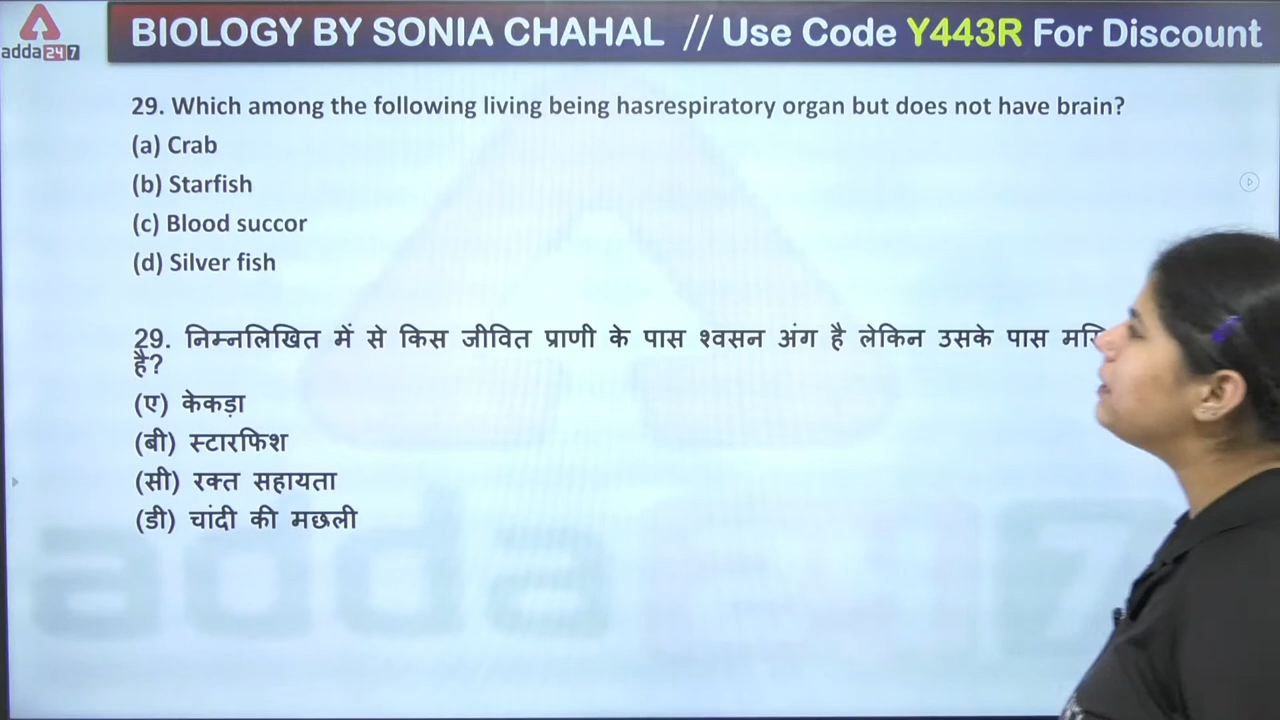 BIOLOGY BY SONIA CHAHAL // Use Code Y443R For Discount
adda247
29. Which among the following living being hasrespiratory organ but does not have brain?
(a) Crab
(b) Starfish
(c) Blood succor
(d) Silver fish
29. निम्नलिखित में से किस जीवित प्राणी के पास श्वसन अंग है लेकिन उसके पास
है?
(ए) केकड़ा
(बी) स्टारफिश
(सी) रक्त सहायता
(डी) चांदी की मछली
adda247